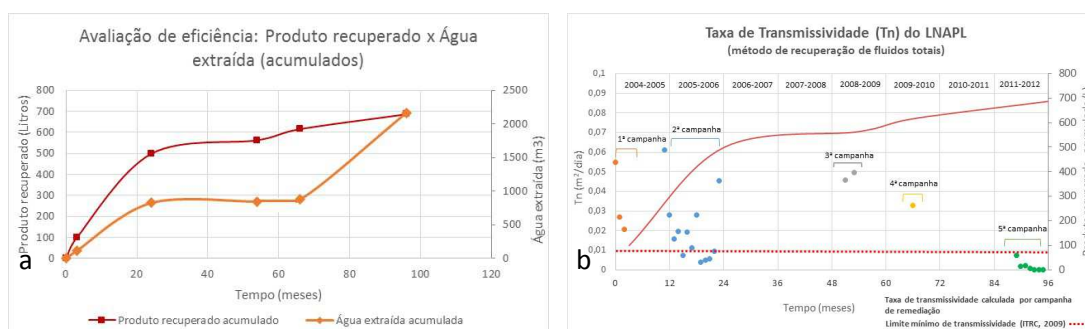 Avaliação de eficiência: Produto recuperado x Água
extraída (acumulados)
Produto recuperado (Litros)
800
700
600
500
400
300
200
100
0
2500
2000
1500
1000
500
0
Água extraída (m3)
0 20 40 60 80 100 120
Tempo (meses)
Produto recuperado acumulado
Água extraída acumulada
a
Taxa de Transmissividade (Tn) do LNAPL
(método de recuperação de fluidos totais)
Tn (m²/dia)
0,1
0,09
0,08
0,07
0,06
0,05
0,04
0,03
0,02
0,01
0
2004-2005 2005-2006 2006-2007 2007-2008 2008-2009 2009-2010 2010-2011 2011-2012
1ª campanha
2ª campanha
3ª campanha
4ª campanha
5ª campanha
800
700
600
500
400
300
200
100
0
0 12 24 36 48 60 72 84 96
Tempo (meses)
Taxa de transmissividade calculada por campanha
de remediação
Limite mínimo de transmissividade (ITRC, 2009)
b